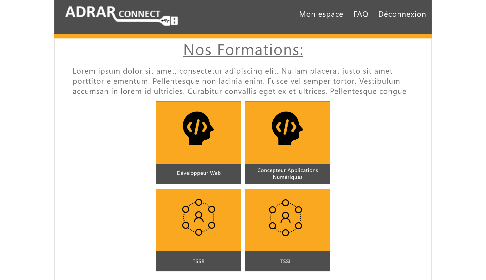 ADRAR CONNECT
Mon espace FAQ Déconnexion
Nos Formations:
Lorem ipsum dolor sit amet, consectetur adipiscing elit. Nullam placerat justo sit amet
porttitor elementum. Pellentesque non lacinia enim. Fusce vel semper tortor. Vestibulum
accumsan in lorem id ultricies. Curabitur convallis eget ex et ultrices. Pellentesque congue
Développeur Web
Concepteur Applications
Numériques
TSSR